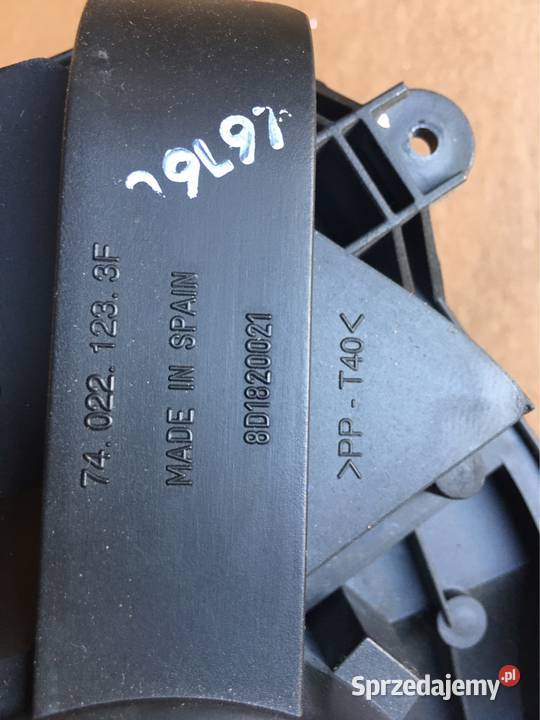 74.022.123.3F
MADE IN SPAIN
8D1820021
>PP-T40<
Sprzedajemy.pl